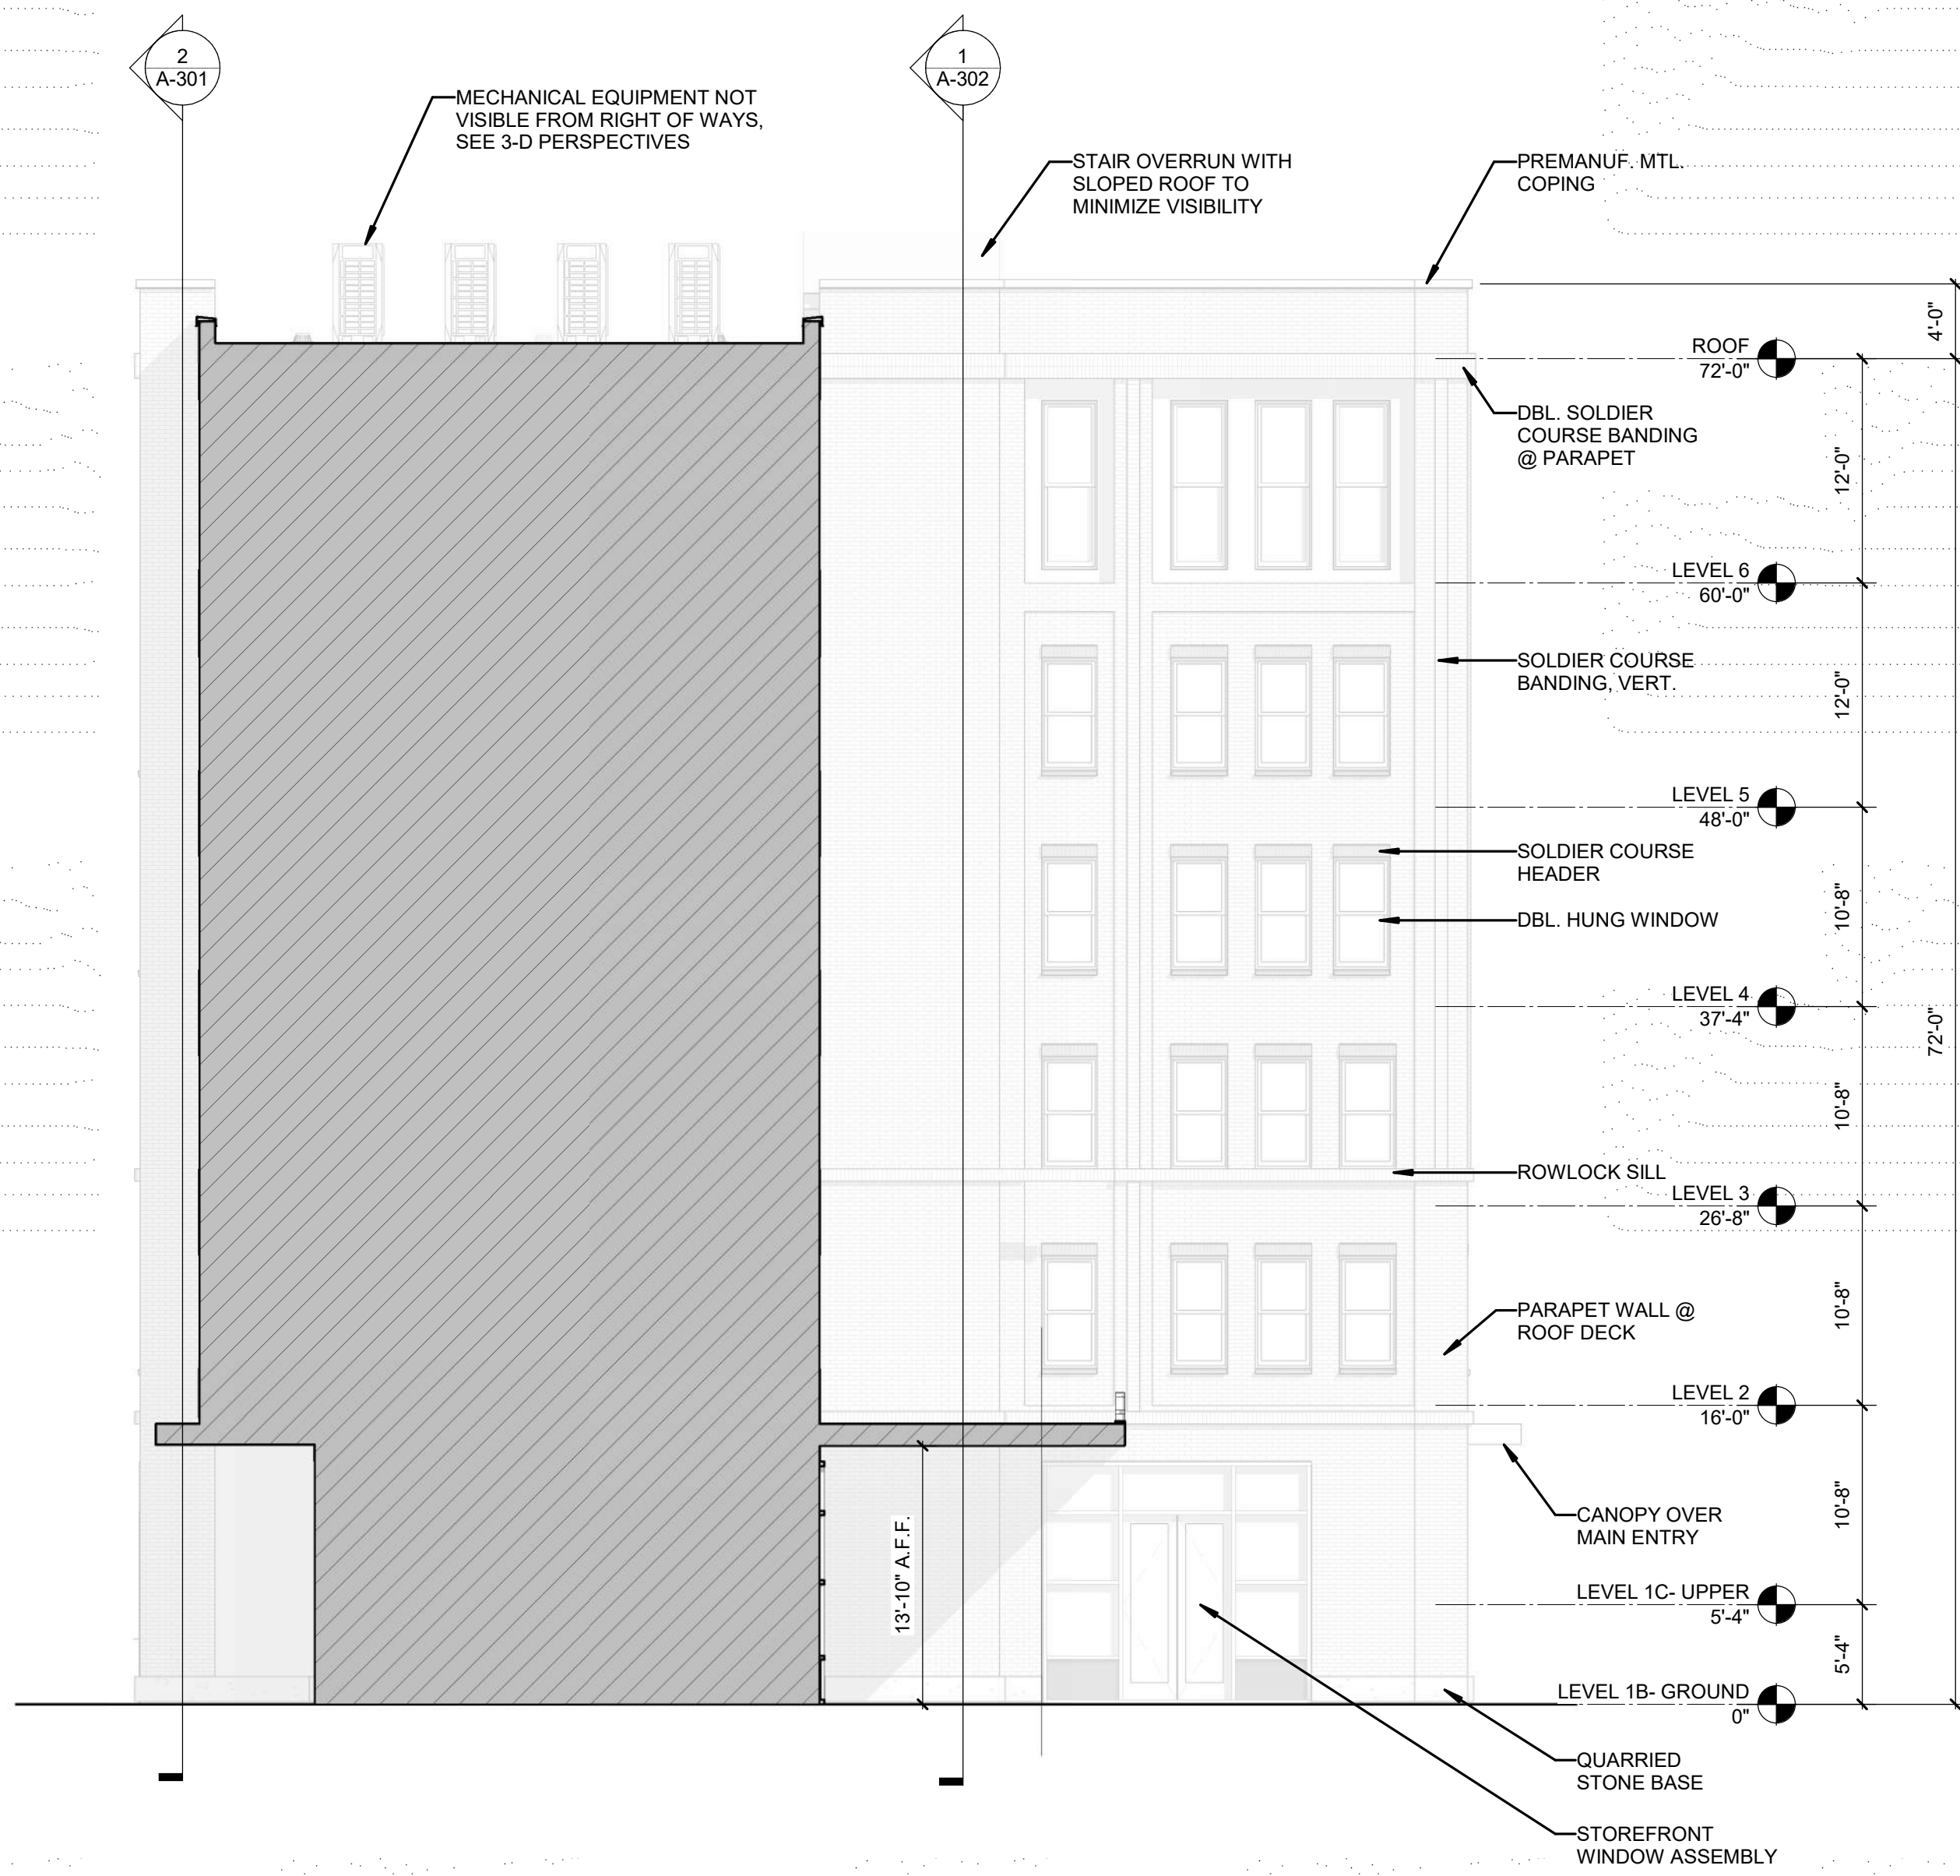 2
A-301
1
A-302
MECHANICAL EQUIPMENT NOT
VISIBLE FROM RIGHT OF WAYS,
SEE 3-D PERSPECTIVES
STAIR OVERRUN WITH
SLOPED ROOF TO
MINIMIZE VISIBILITY
PREMANUF. MTL.
COPING
4'-0"
ROOF
72'-0"
DBL. SOLDIER
COURSE BANDING
@ PARAPET
12'-0"
LEVEL 6
60'-0"
SOLDIER COURSE
BANDING, VERT.
12'-0"
LEVEL 5
48'-0"
SOLDIER COURSE
HEADER
10'-8"
DBL. HUNG WINDOW
LEVEL 4
37'-4"
72'-0"
10'-8"
ROWLOCK SILL
LEVEL 3
26'-8"
10'-8"
PARAPET WALL @
ROOF DECK
LEVEL 2
16'-0"
10'-8"
CANOPY OVER
MAIN ENTRY
13'-10" A.F.F.
LEVEL 1C- UPPER
5'-4"
5'-4"
LEVEL 1B- GROUND
0"
QUARRIED
STONE BASE
STOREFRONT
WINDOW ASSEMBLY